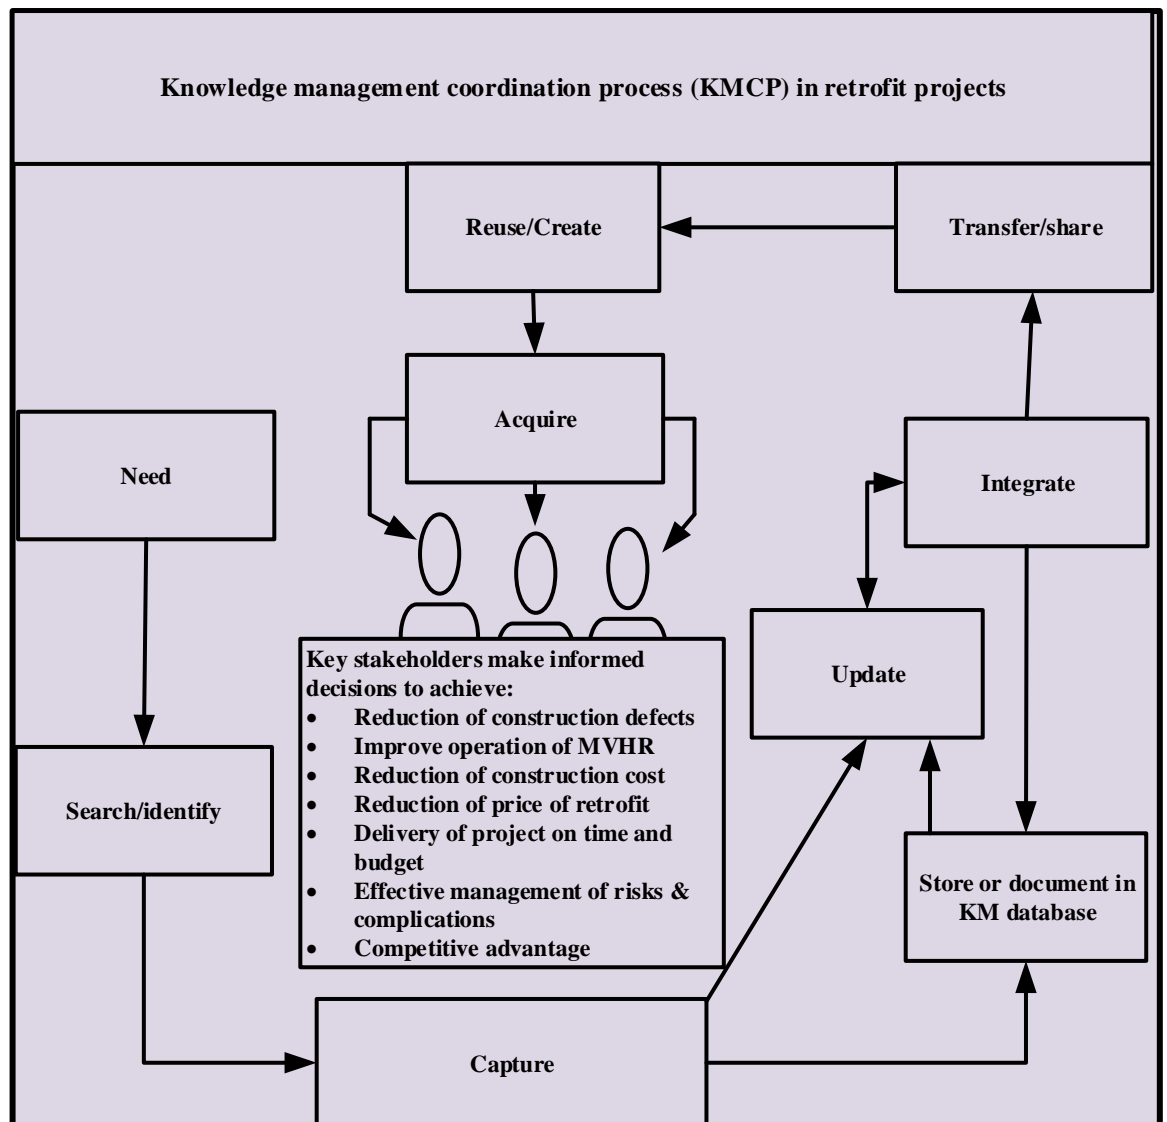 Knowledge management coordination process (KMCP) in retrofit projects
Reuse/Create
Transfer/share
Acquire
Need
Integrate
Key stakeholders make informed
decisions to achieve:
• Reduction of construction defects
• Improve operation of MVHR
• Reduction of construction cost
• Reduction of price of retrofit
• Delivery of project on time and
budget
• Effective management of risks &
complications
• Competitive advantage
Update
Search/identify
Store or document in
KM database
Capture